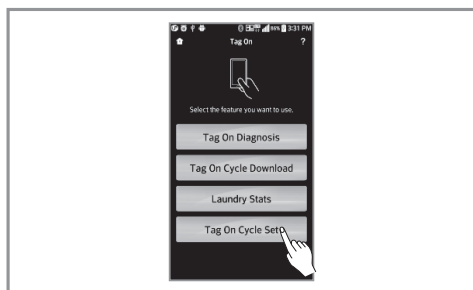 3:31 PM
Tag On
?
Select the feature you want to use.
Tag On Diagnosis
Tag On Cycle Download
Laundry Stats
Tag On Cycle Set